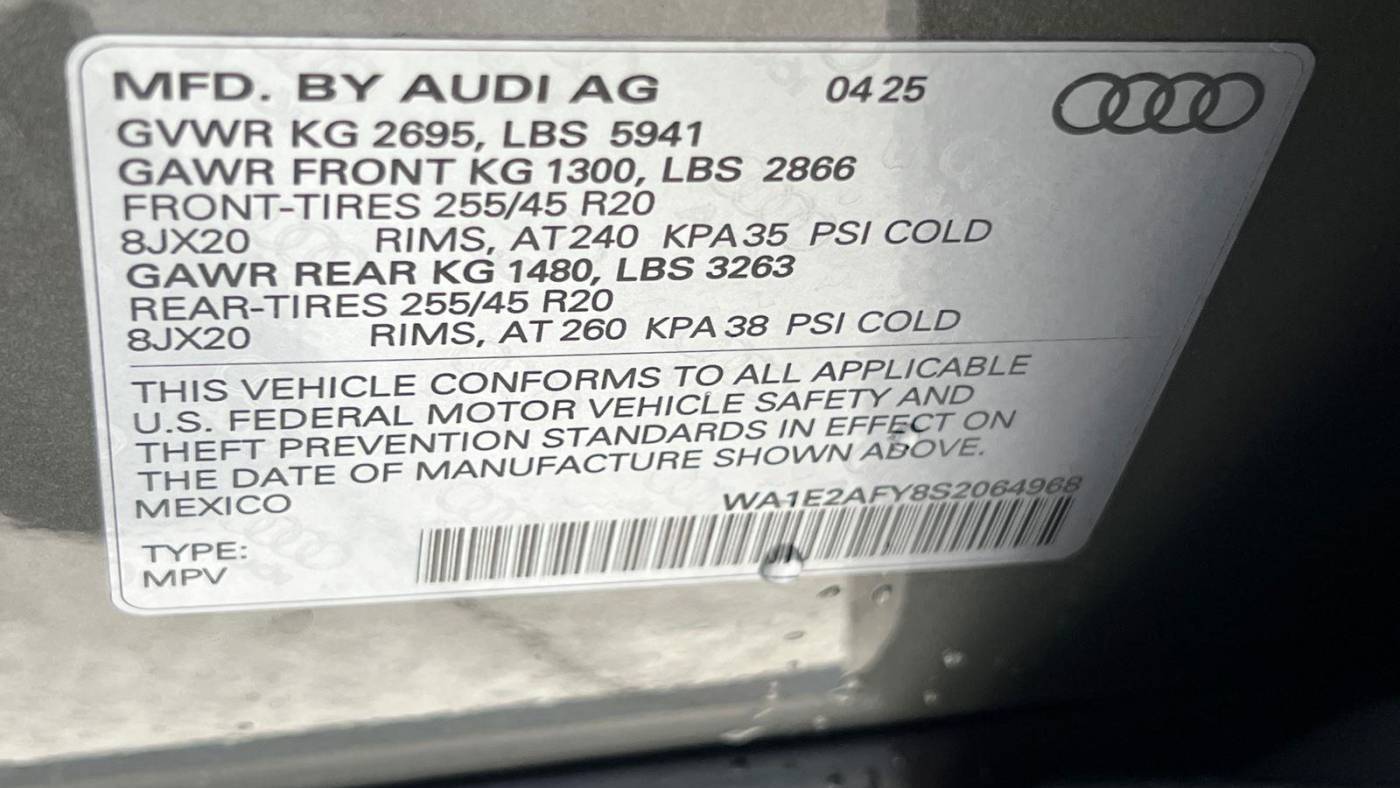 MFD. BY AUDI AG 04 25
GVWR KG 2695, LBS 5941
GAWR FRONT KG 1300, LBS 2866
FRONT-TIRES 255/45 R20
8JX20 RIMS, AT 240 KPA 35 PSI COLD
GAWR REAR KG 1480, LBS 3263
REAR-TIRES 255/45 R20
8JX20 RIMS, AT 260 KPA 38 PSI COLD
THIS VEHICLE CONFORMS TO ALL APPLICABLE
U.S. FEDERAL MOTOR VEHICLE SAFETY AND
THEFT PREVENTION STANDARDS IN EFFECT ON
THE DATE OF MANUFACTURE SHOWN ABOVE.
MEXICO WA1E2AFY8S2064968
TYPE:
MPV